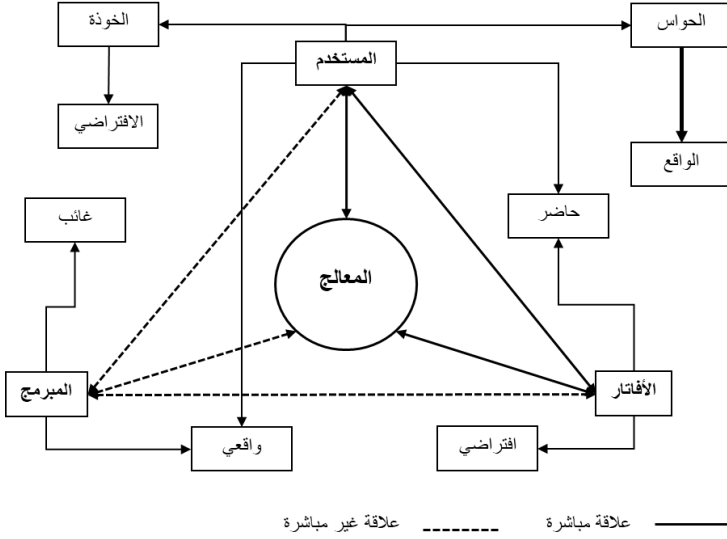 الحواس
الخوذة
المستخدم
الافتراضي
الواقع
حاضر
غائب
المعالج
الأفاتار
المبرمج
افتراضي
واقعي
علاقة مباشرة
علاقة غير مباشرة